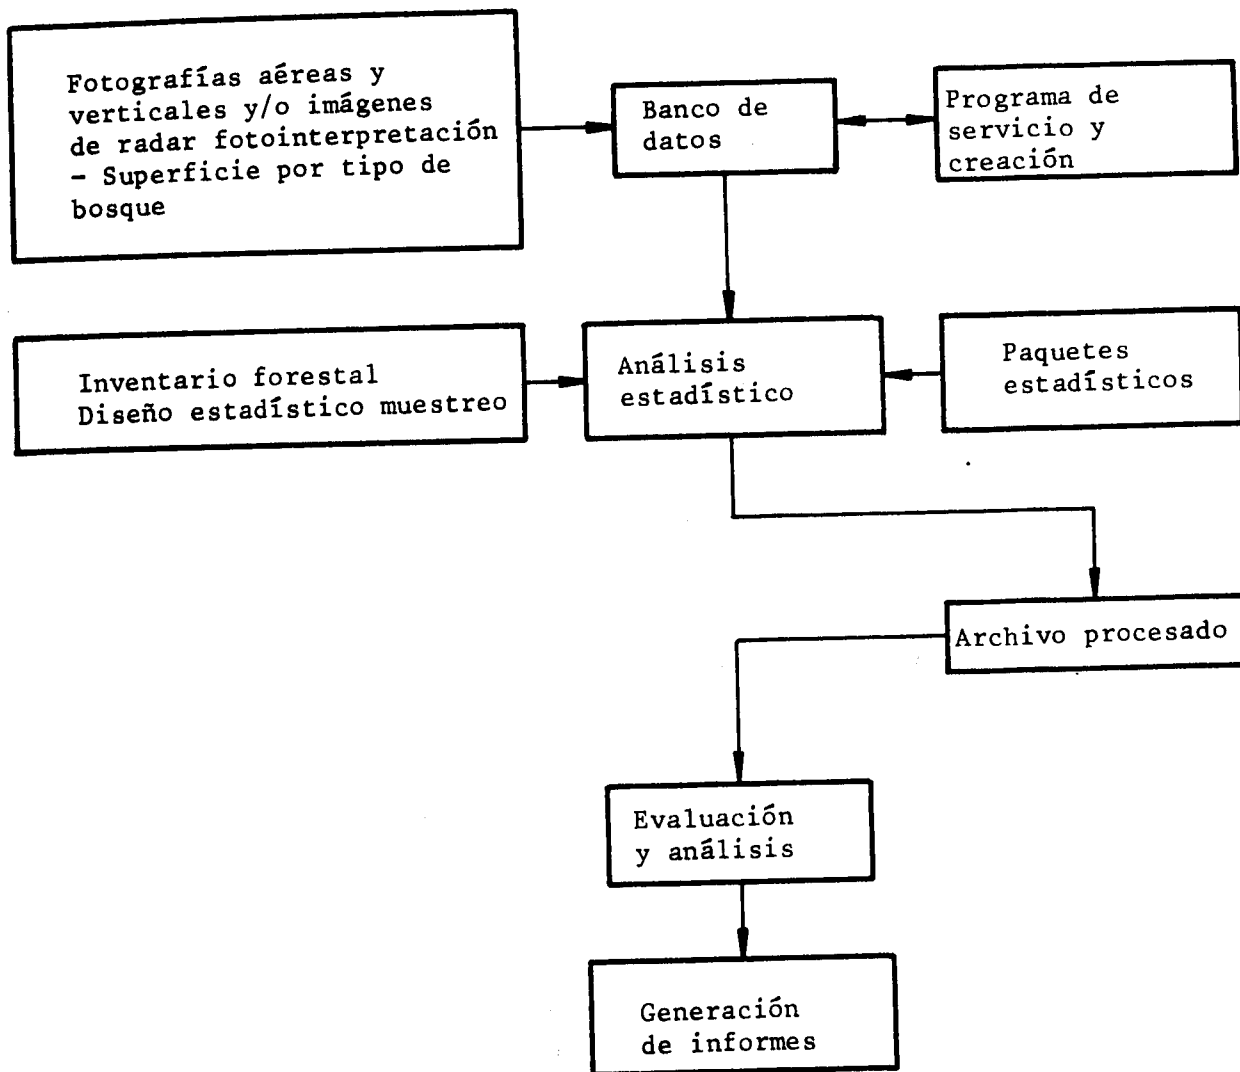 Fotografías aéreas y
verticales y/o imágenes
de radar fotointerpretación
- Superficie por tipo de
bosque
Banco de
datos
Programa de
servicio y
creación
Inventario forestal
Diseño estadístico muestreo
Análisis
estadístico
Paquetes
estadísticos
Archivo procesado
Evaluación
y análisis
Generación
de informes